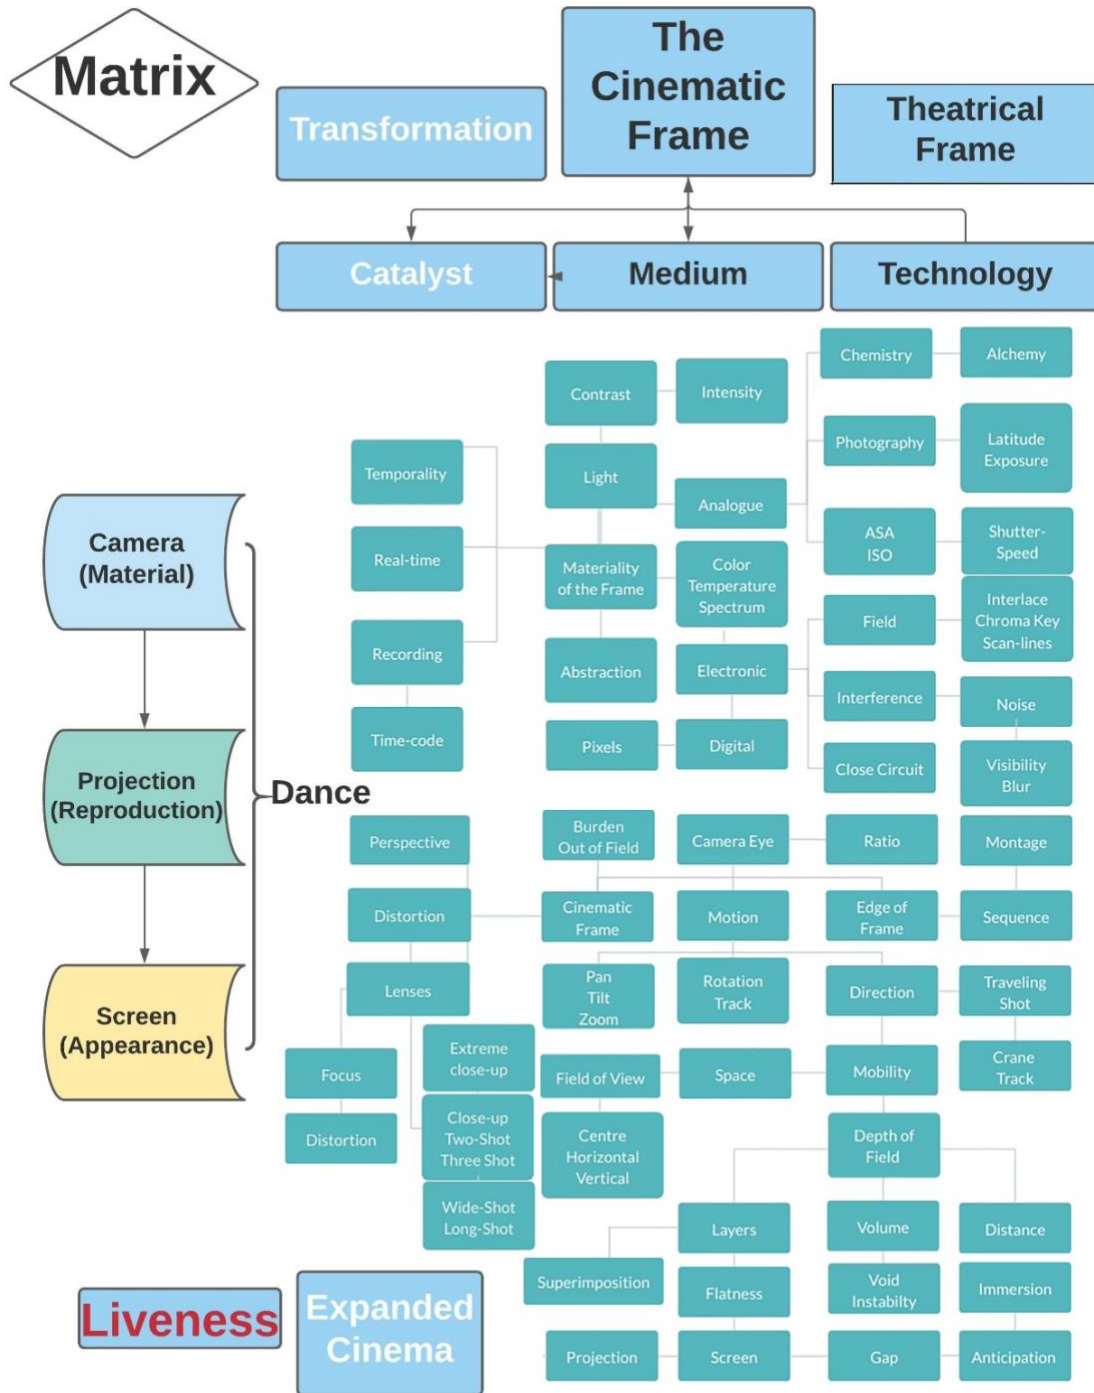 Matrix
The
Cinematic
Frame
Transformation
Theatrical
Frame
Catalyst
Medium
Technology
Chemistry
Alchemy
Contrast
Intensity
Photography
Latitude
Exposure
Temporality
Light
Analogue
ASA
ISO
Shutter-
Speed
Camera
(Material)
Real-time
Materiality
of the Frame
Color
Temperature
Spectrum
Field
Interlace
Chroma Key
Scan-lines
Recording
Abstraction
Electronic
Interference
Noise
Time-code
Pixels
Digital
Close Circuit
Visibility
Blur
Projection
(Reproduction)
Dance
Perspective
Burden
Out of Field
Camera Eye
Ratio
Montage
Distortion
Cinematic
Frame
Motion
Edge of
Frame
Sequence
Lenses
Pan
Tilt
Zoom
Rotation
Track
Direction
Traveling
Shot
Screen
(Appearance)
Focus
Extreme
close-up
Field of View
Space
Mobility
Crane
Track
Distortion
Close-up
Two-Shot
Three Shot
Centre
Horizontal
Vertical
Depth of
Field
Wide-Shot
Long-Shot
Layers
Volume
Distance
Superimposition
Flatness
Void
Instabilty
Immersion
Liveness
Expanded
Cinema
Projection
Screen
Gap
Anticipation